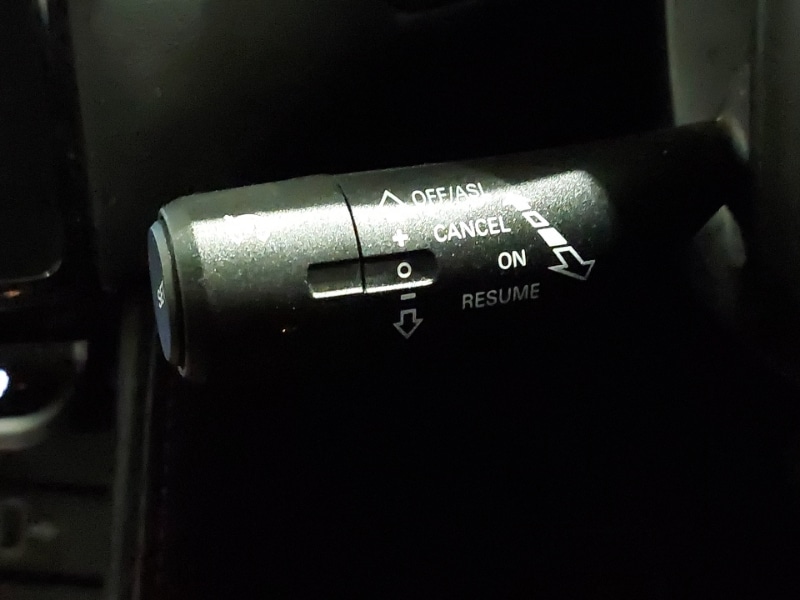 OFF/ASL
+ CANCEL
O ON
− RESUME